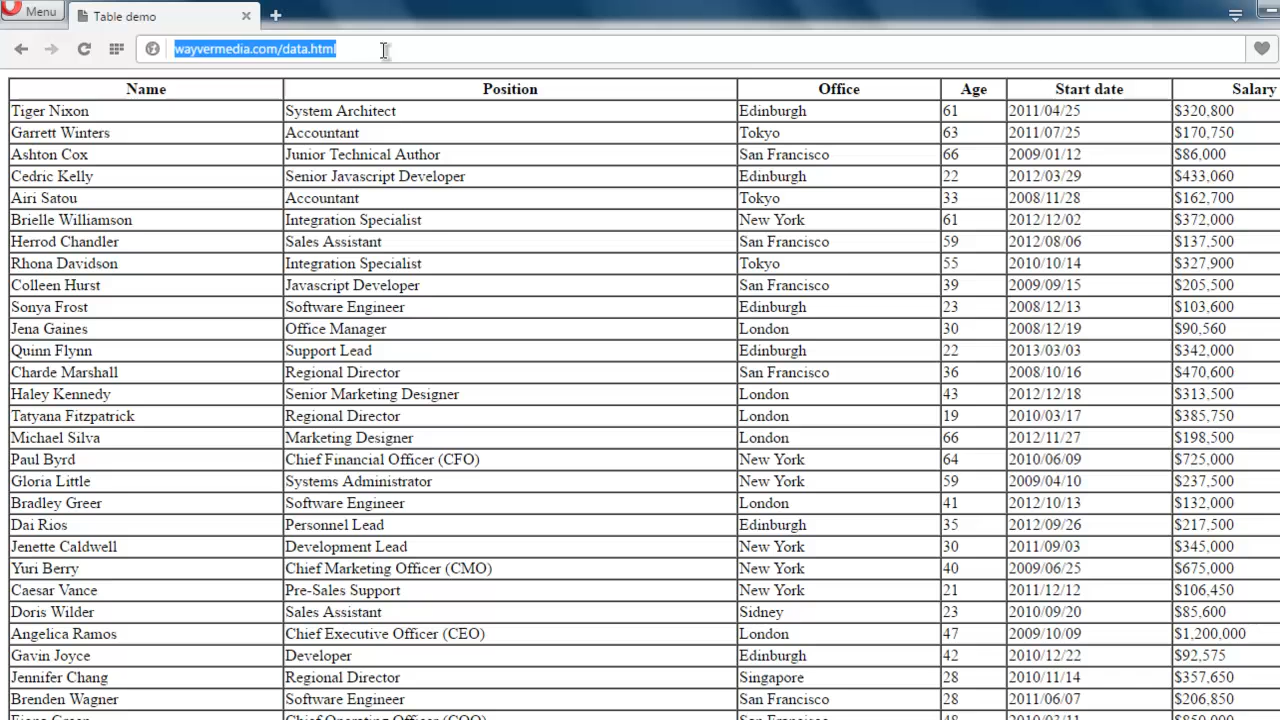 Menu
Table demo
wayvermedia.com/data.html
Name Position Office Age Start date Salary
Tiger Nixon System Architect Edinburgh 61 2011/04/25 $320,800
Garrett Winters Accountant Tokyo 63 2011/07/25 $170,750
Ashton Cox Junior Technical Author San Francisco 66 2009/01/12 $86,000
Cedric Kelly Senior Javascript Developer Edinburgh 22 2012/03/29 $433,060
Airi Satou Accountant Tokyo 33 2008/11/28 $162,700
Brielle Williamson Integration Specialist New York 61 2012/12/02 $372,000
Herrod Chandler Sales Assistant San Francisco 59 2012/08/06 $137,500
Rhona Davidson Integration Specialist Tokyo 55 2010/10/14 $327,900
Colleen Hurst Javascript Developer San Francisco 39 2009/09/15 $205,500
Sonya Frost Software Engineer Edinburgh 23 2008/12/13 $103,600
Jena Gaines Office Manager London 30 2008/12/19 $90,560
Quinn Flynn Support Lead Edinburgh 22 2013/03/03 $342,000
Charde Marshall Regional Director San Francisco 36 2008/10/16 $470,600
Haley Kennedy Senior Marketing Designer London 43 2012/12/18 $313,500
Tatyana Fitzpatrick Regional Director London 19 2010/03/17 $385,750
Michael Silva Marketing Designer London 66 2012/11/27 $198,500
Paul Byrd Chief Financial Officer (CFO) New York 64 2010/06/09 $725,000
Gloria Little Systems Administrator New York 59 2009/04/10 $237,500
Bradley Greer Software Engineer London 41 2012/10/13 $132,000
Dai Rios Personnel Lead Edinburgh 35 2012/09/26 $217,500
Jenette Caldwell Development Lead New York 30 2011/09/03 $345,000
Yuri Berry Chief Marketing Officer (CMO) New York 40 2009/06/25 $675,000
Caesar Vance Pre-Sales Support New York 21 2011/12/12 $106,450
Doris Wilder Sales Assistant Sidney 23 2010/09/20 $85,600
Angelica Ramos Chief Executive Officer (CEO) London 47 2009/10/09 $1,200,000
Gavin Joyce Developer Edinburgh 42 2010/12/22 $92,575
Jennifer Chang Regional Director Singapore 28 2010/11/14 $357,650
Brenden Wagner Software Engineer San Francisco 28 2011/06/07 $206,850
Fiona Green Chief Operating Officer (COO) San Francisco 48 2010/03/11 $850,000